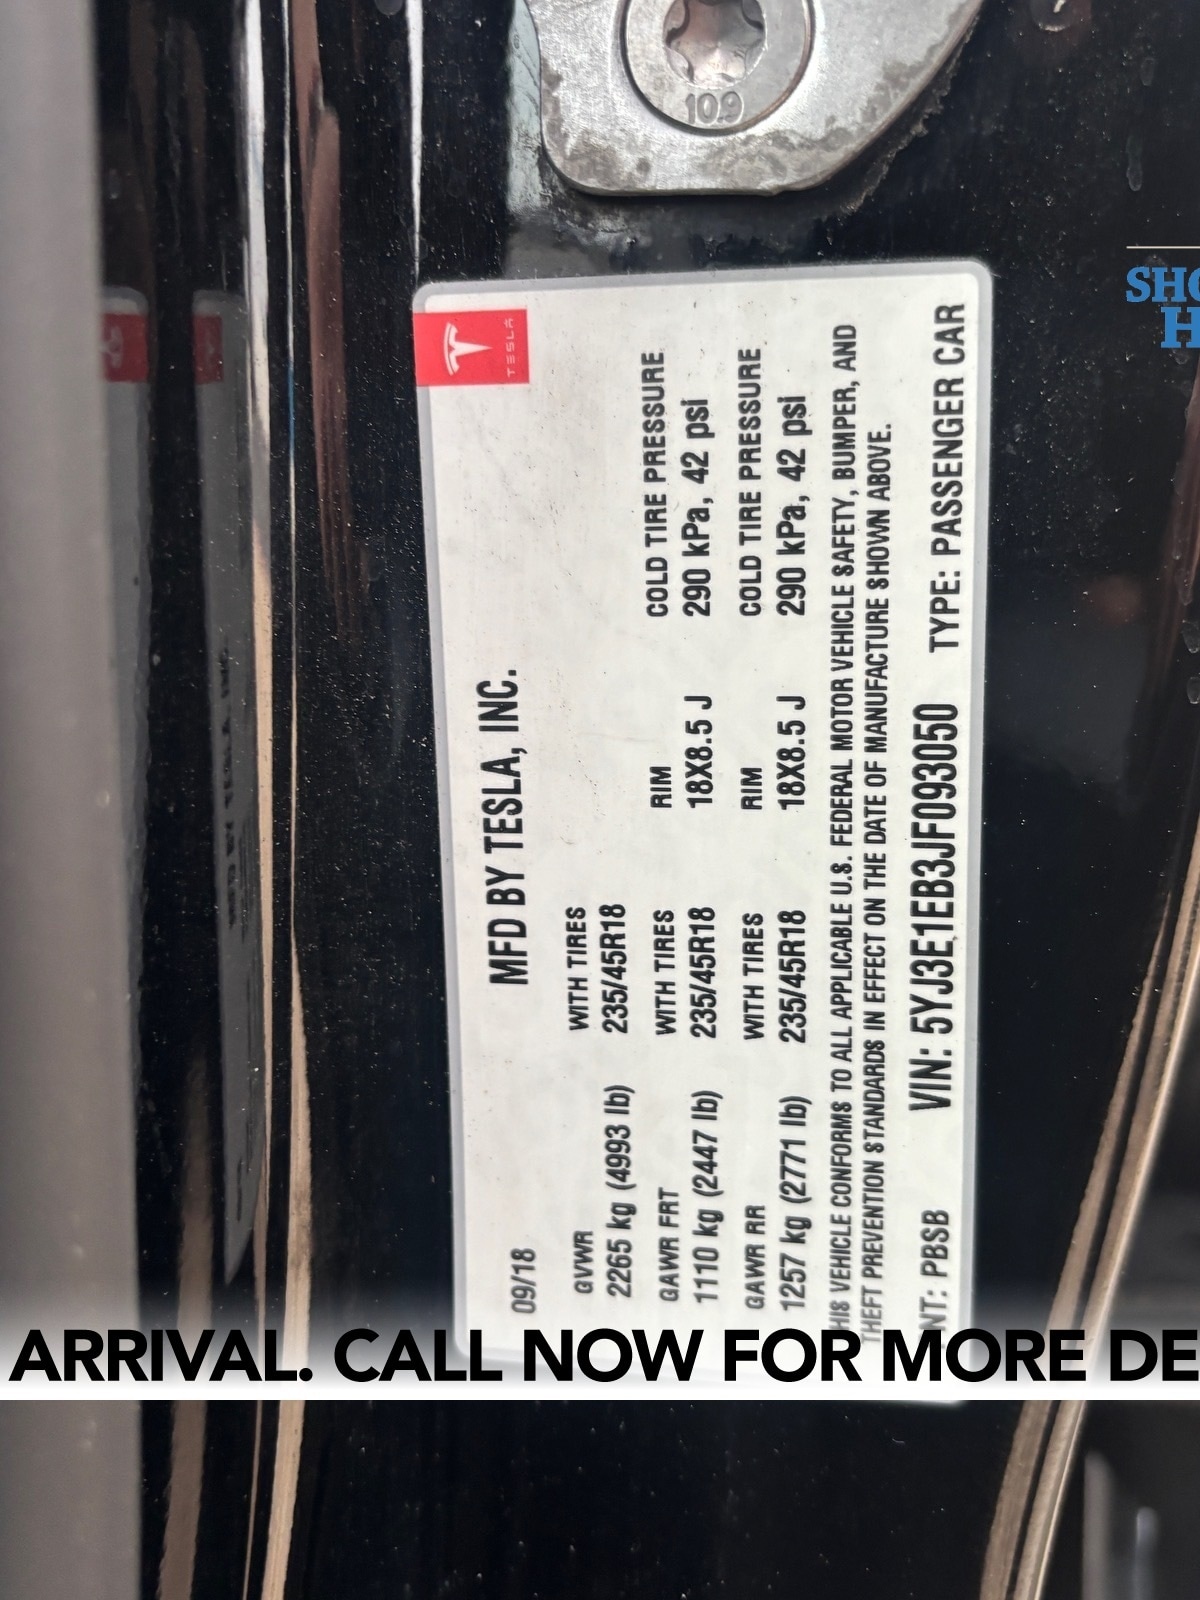 10.9
TESLA
MFD BY TESLA, INC.
09/18
GVWR WITH TIRES
2265 kg (4993 lb) 235/45R18
GAWR FRT WITH TIRES RIM COLD TIRE PRESSURE
1110 kg (2447 lb) 235/45R18 18X8.5 J 290 kPa, 42 psi
GAWR RR WITH TIRES RIM COLD TIRE PRESSURE
1257 kg (2771 lb) 235/45R18 18X8.5 J 290 kPa, 42 psi
HIS VEHICLE CONFORMS TO ALL APPLICABLE U.S. FEDERAL MOTOR VEHICLE SAFETY, BUMPER, AND
THEFT PREVENTION STANDARDS IN EFFECT ON THE DATE OF MANUFACTURE SHOWN ABOVE.
NT: PBSB VIN: 5YJ3E1EB3JF093050 TYPE: PASSENGER CAR
SHO
H
ARRIVAL. CALL NOW FOR MORE DE